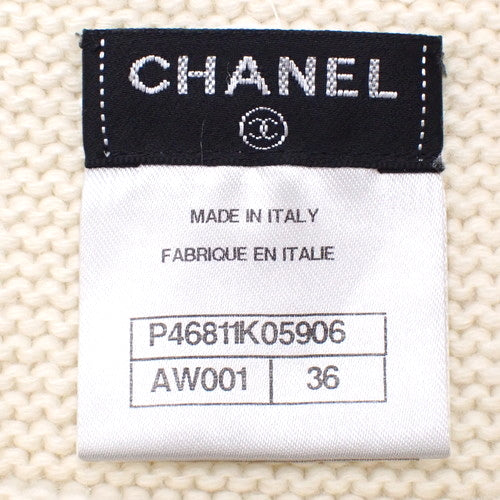 CHANEL
MADE IN ITALY
FABRIQUE EN ITALIE
P46811K05906
AW001 36